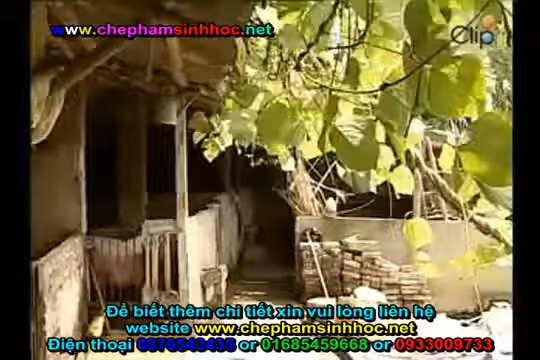 www.chephamsinhhoc.net
Clip
Để biết thêm chi tiết xin vui lòng liên hệ
website www.chephamsinhhoc.net
Điện thoại 0976543435 or 01685459668 or 0933009733